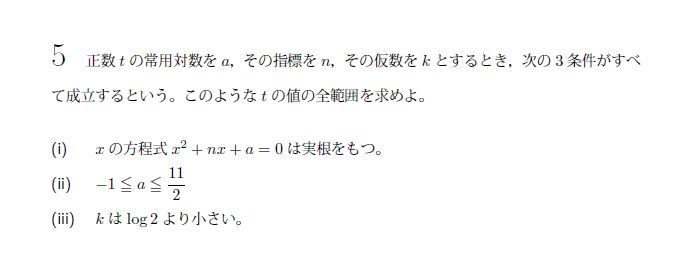 5 正数 t の常用対数を a, その指標を n, その仮数を k とするとき, 次の 3 条件がすべ
て成立するという。このような t の値の全範囲を求めよ。
(i) x の方程式 x² + nx + a = 0 は実根をもつ。
(ii) −1 ≦ a ≦ 11/2
(iii) k は log 2 より小さい。